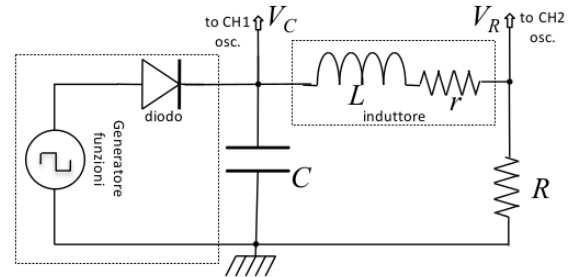 to CH1
osc.
V_C
V_R
to CH2
osc.
diodo
L
r
induttore
Generatore
funzioni
C
R